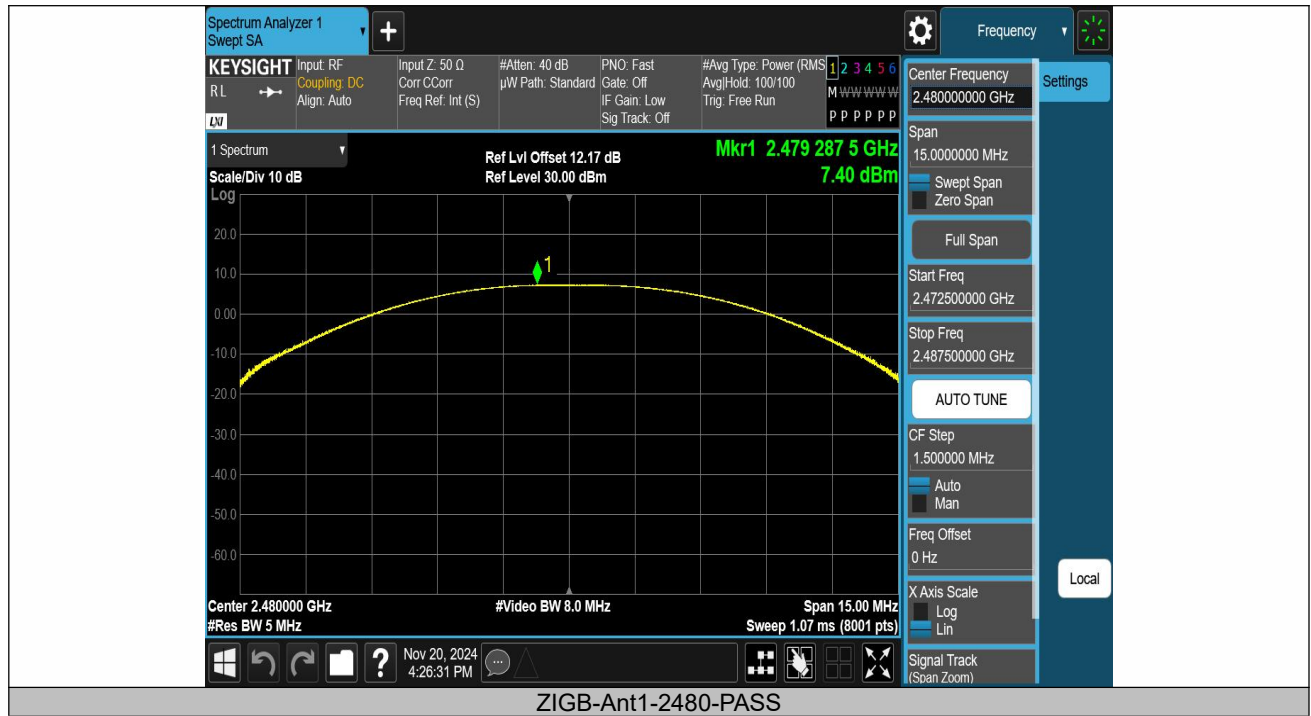 Spectrum Analyzer 1
Swept SA
+
Frequency
KEYSIGHT
RL
LXI
Input: RF
Coupling: DC
Align: Auto
Input Z: 50 Ω
Corr CCorr
Freq Ref: Int (S)
#Atten: 40 dB
µW Path: Standard
PNO: Fast
Gate: Off
IF Gain: Low
Sig Track: Off
#Avg Type: Power (RMS
Avg|Hold: 100/100
Trig: Free Run
1 2 3 4 5 6
M W W W W W
P P P P P P
1 Spectrum
Scale/Div 10 dB
Log
Ref Lvl Offset 12.17 dB
Ref Level 30.00 dBm
Mkr1 2.479 287 5 GHz
7.40 dBm
1
20.0
10.0
0.00
-10.0
-20.0
-30.0
-40.0
-50.0
-60.0
Center 2.480000 GHz
#Res BW 5 MHz
#Video BW 8.0 MHz
Span 15.00 MHz
Sweep 1.07 ms (8001 pts)
Center Frequency
2.480000000 GHz
Settings
Span
15.0000000 MHz
Swept Span
Zero Span
Full Span
Start Freq
2.472500000 GHz
Stop Freq
2.487500000 GHz
AUTO TUNE
CF Step
1.500000 MHz
Auto
Man
Freq Offset
0 Hz
X Axis Scale
Log
Lin
Local
Signal Track
(Span Zoom)
?
Nov 20, 2024
4:26:31 PM
ZIGB-Ant1-2480-PASS